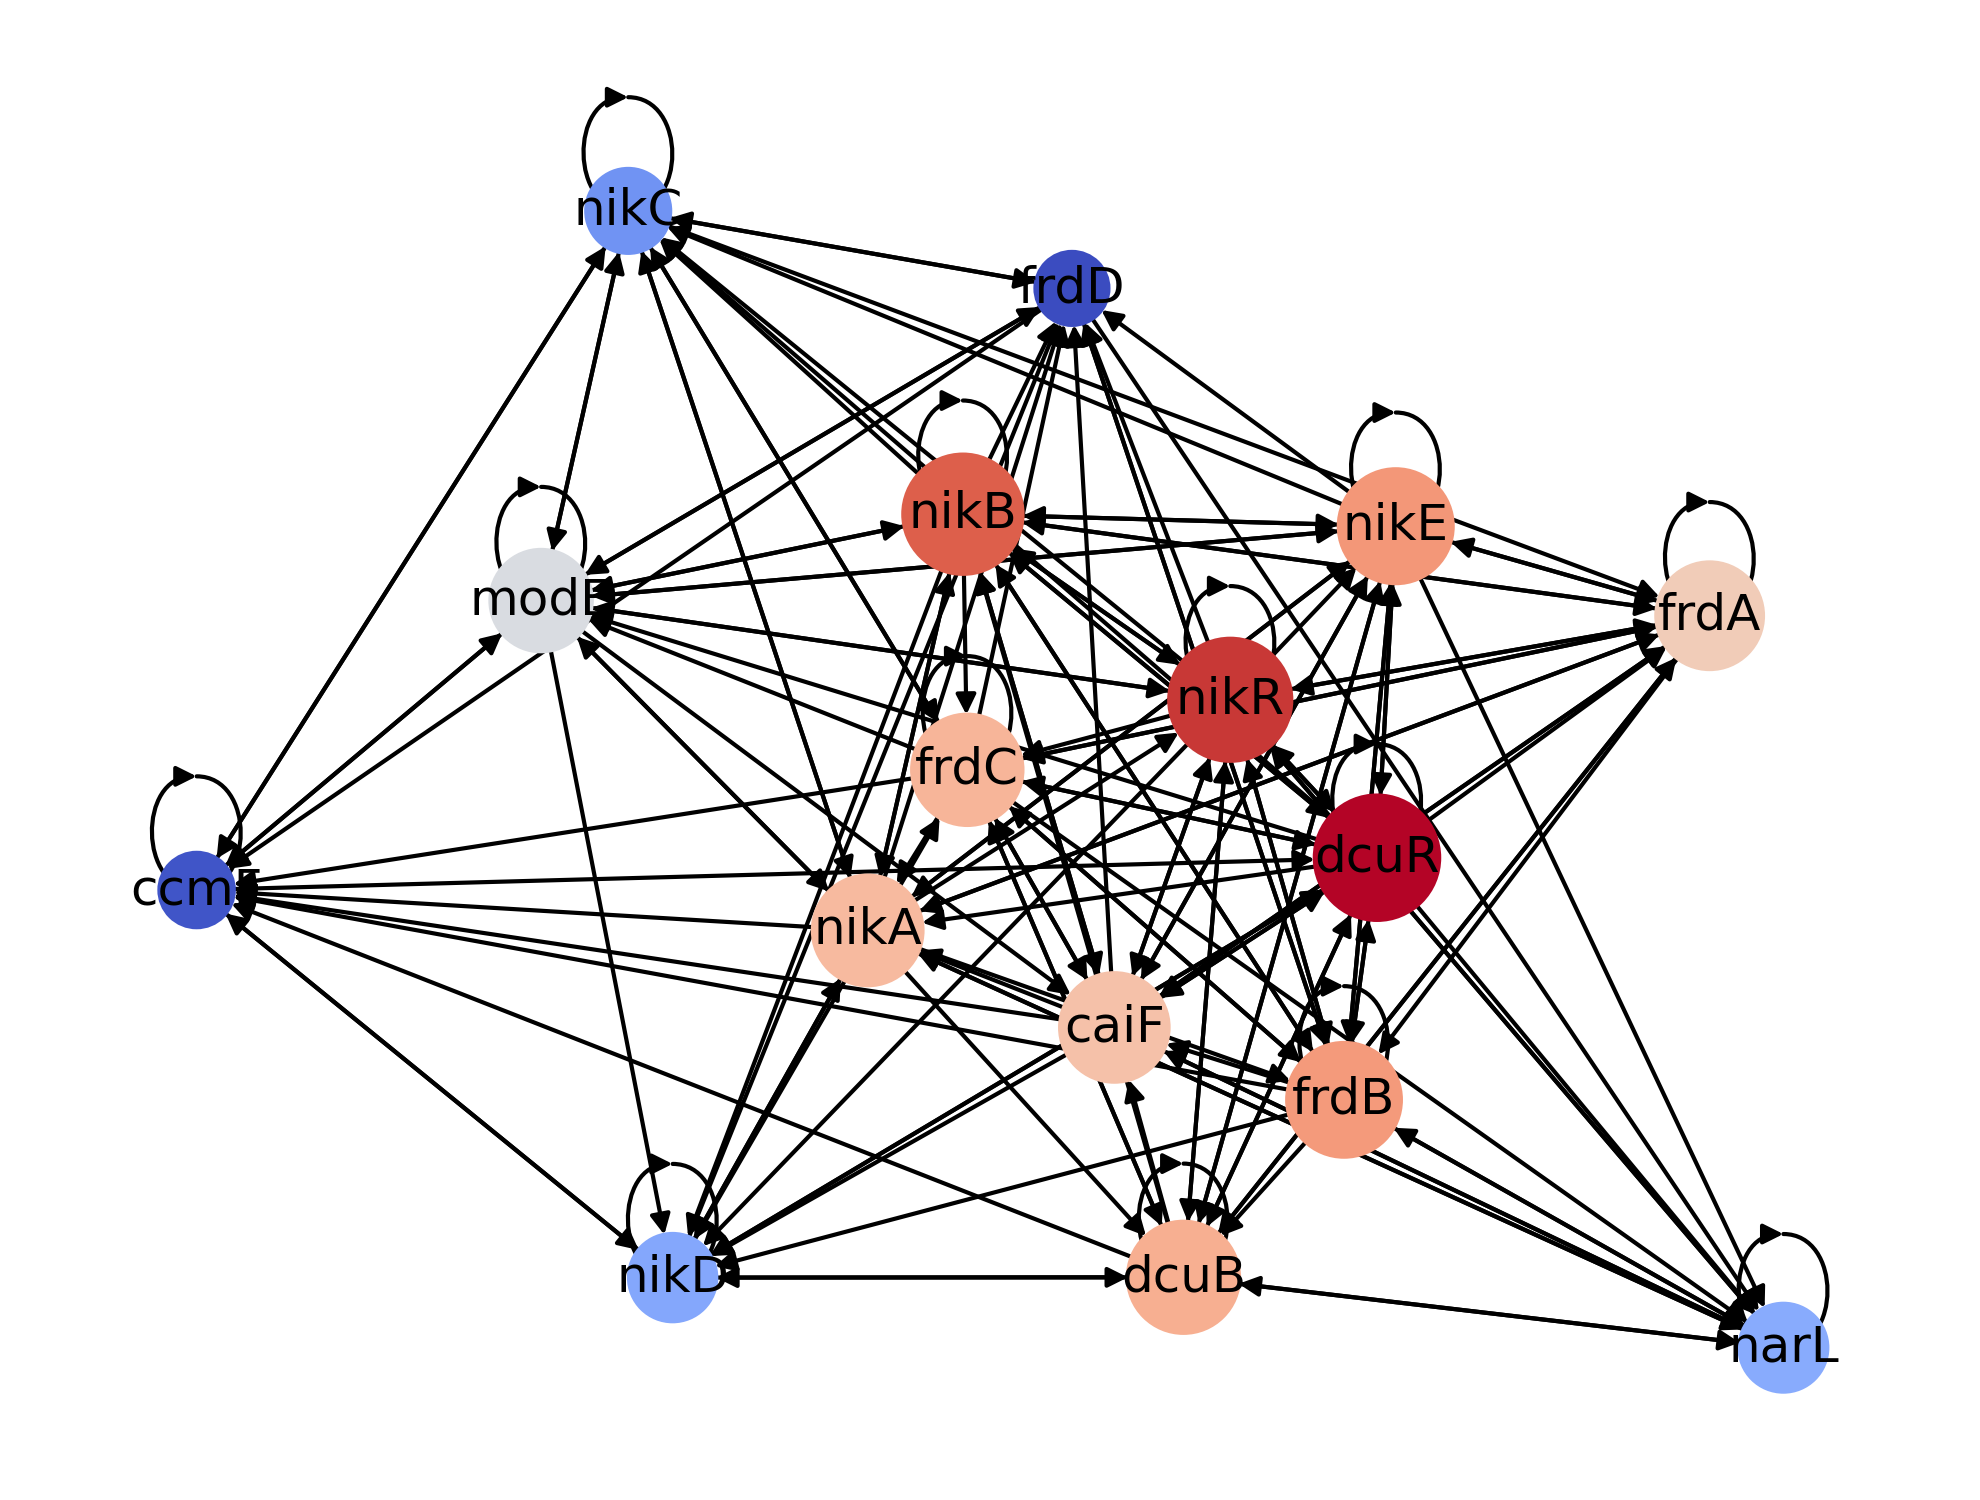 nikC
frdD
nikB
nikE
modE
frdA
nikR
frdC
dcuR
ccmF
nikA
caiF
frdB
nikD
dcuB
narL